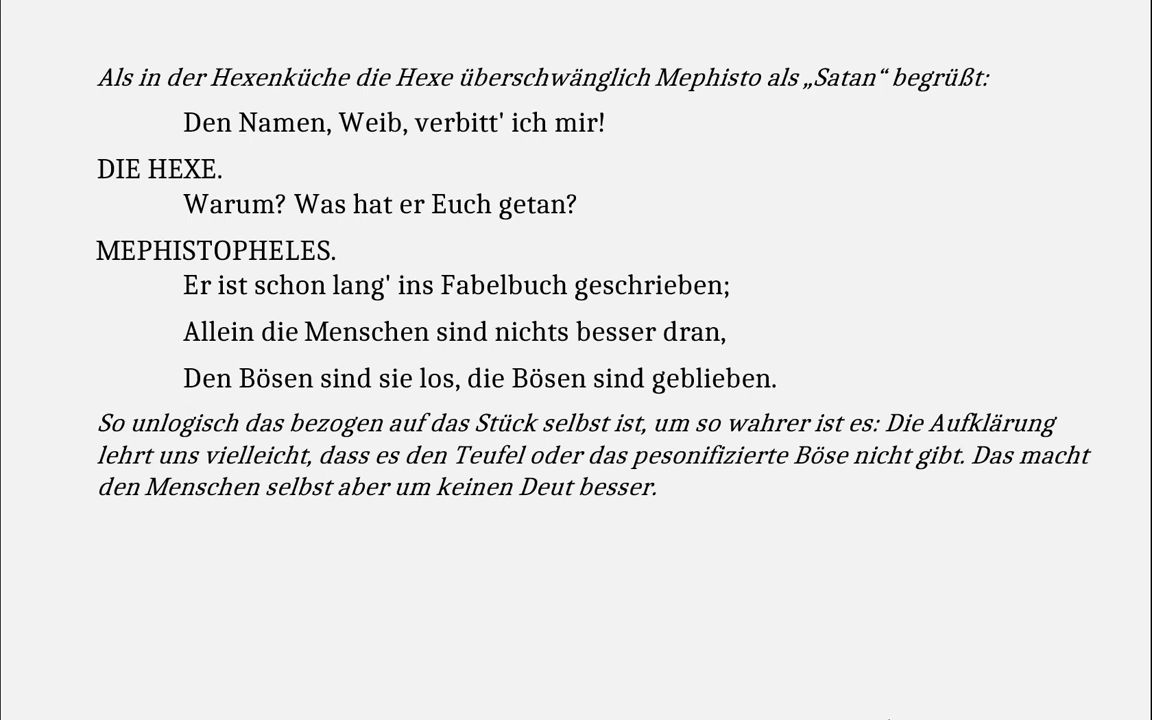 Als in der Hexenküche die Hexe überschwänglich Mephisto als „Satan“ begrüßt:
Den Namen, Weib, verbitt' ich mir!
DIE HEXE.
Warum? Was hat er Euch getan?
MEPHISTOPHELES.
Er ist schon lang' ins Fabelbuch geschrieben;
Allein die Menschen sind nichts besser dran,
Den Bösen sind sie los, die Bösen sind geblieben.
So unlogisch das bezogen auf das Stück selbst ist, um so wahrer ist es: Die Aufklärung
lehrt uns vielleicht, dass es den Teufel oder das pesonifizierte Böse nicht gibt. Das macht
den Menschen selbst aber um keinen Deut besser.